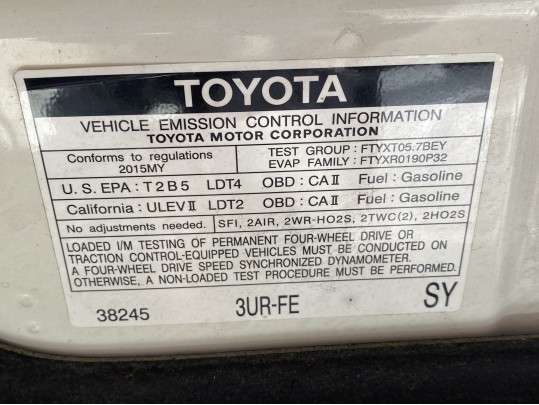 TOYOTA
VEHICLE EMISSION CONTROL INFORMATION
TOYOTA MOTOR CORPORATION
Conforms to regulations
2015MY
TEST GROUP : FTYXT05.7BEY
EVAP FAMILY : FTYXR0190P32
U.S. EPA : T2B5 LDT4 OBD : CAⅡ Fuel : Gasoline
California : ULEVⅡ LDT2 OBD : CAⅡ Fuel : Gasoline
No adjustments needed. SFI, 2AIR, 2WR-HO2S, 2TWC(2), 2HO2S
LOADED I/M TESTING OF PERMANENT FOUR-WHEEL DRIVE OR
TRACTION CONTROL-EQUIPPED VEHICLES MUST BE CONDUCTED ON
A FOUR-WHEEL DRIVE SPEED SYNCHRONIZED DYNAMOMETER.
OTHERWISE, A NON-LOADED TEST PROCEDURE MUST BE PERFORMED.
38245 3UR-FE SY